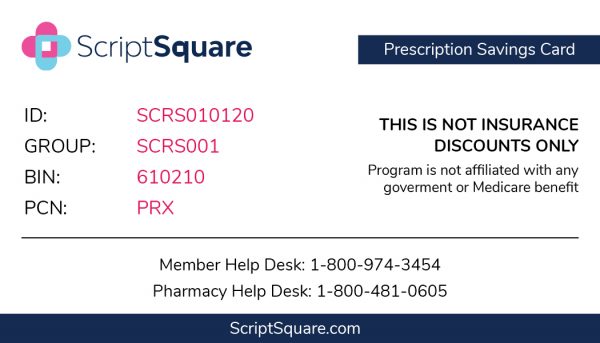 ScriptSquare
Prescription Savings Card
ID: SCRS010120
GROUP: SCRS001
BIN: 610210
PCN: PRX
THIS IS NOT INSURANCE
DISCOUNTS ONLY
Program is not affiliated with any
goverment or Medicare benefit
Member Help Desk: 1-800-974-3454
Pharmacy Help Desk: 1-800-481-0605
ScriptSquare.com